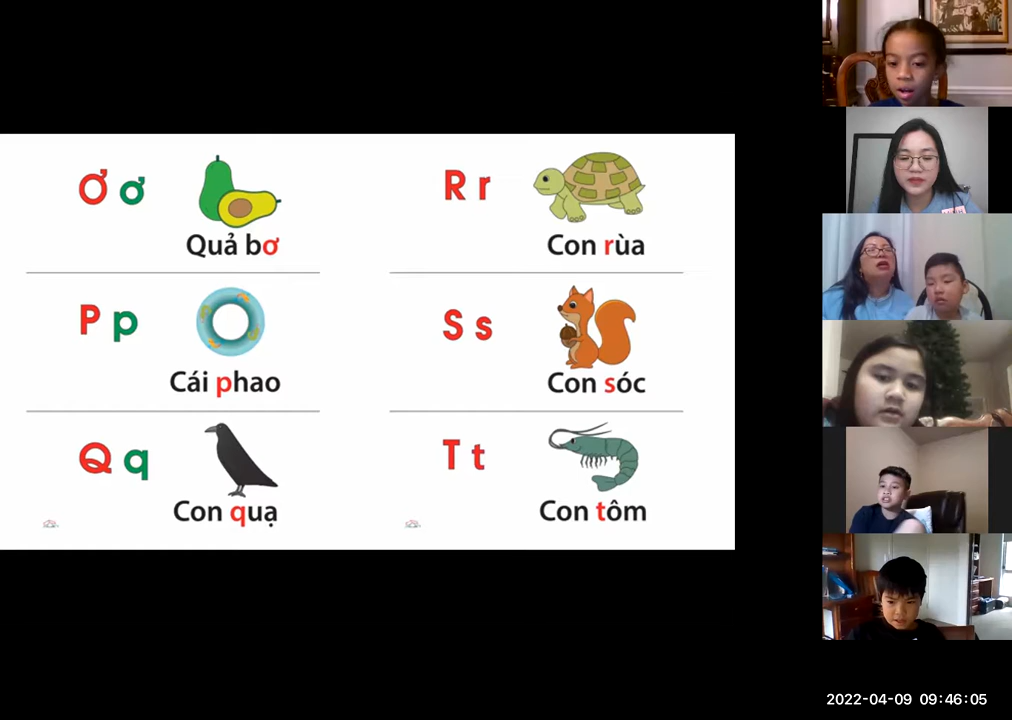 Ơ ơ
Quả bơ
P p
Cái phao
Q q
Con quạ
R r
Con rùa
S s
Con sóc
T t
Con tôm
2022-04-09 09:46:05